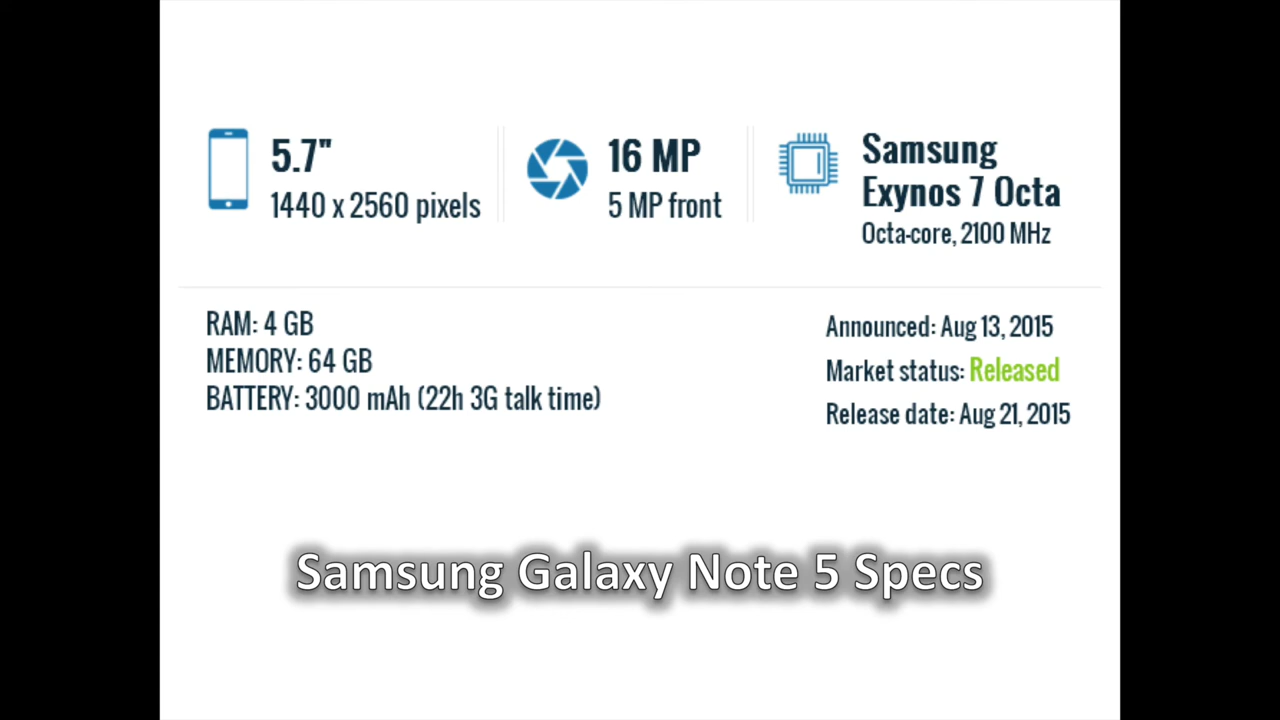 5.7"
1440 x 2560 pixels
16 MP
5 MP front
Samsung
Exynos 7 Octa
Octa-core, 2100 MHz
RAM: 4 GB
MEMORY: 64 GB
BATTERY: 3000 mAh (22h 3G talk time)
Announced: Aug 13, 2015
Market status: Released
Release date: Aug 21, 2015
Samsung Galaxy Note 5 Specs